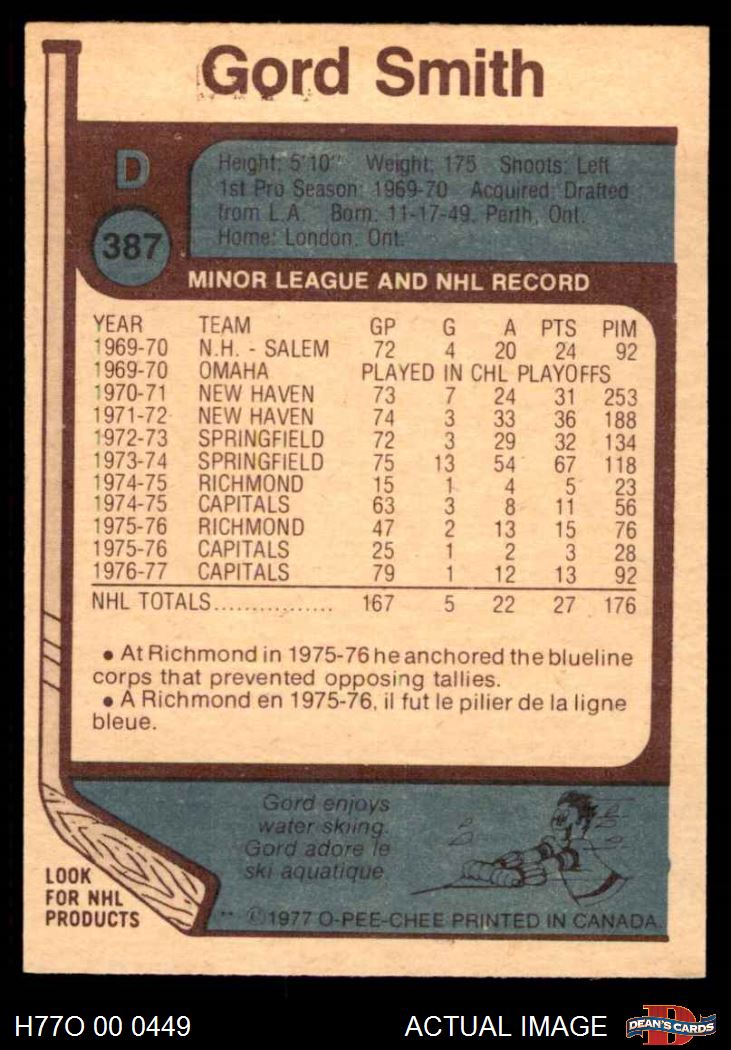 Gord Smith
D
387
Height: 5'10" Weight: 175 Shoots: Left
1st Pro Season: 1969-70 Acquired: Drafted
from L.A. Born: 11-17-49, Perth, Ont.
Home: London, Ont.
MINOR LEAGUE AND NHL RECORD
YEAR TEAM GP G A PTS PIM
1969-70 N.H. - SALEM 72 4 20 24 92
1969-70 OMAHA PLAYED IN CHL PLAYOFFS
1970-71 NEW HAVEN 73 7 24 31 253
1971-72 NEW HAVEN 74 3 33 36 188
1972-73 SPRINGFIELD 72 3 29 32 134
1973-74 SPRINGFIELD 75 13 54 67 118
1974-75 RICHMOND 15 1 4 5 23
1974-75 CAPITALS 63 3 8 11 56
1975-76 RICHMOND 47 2 13 15 76
1975-76 CAPITALS 25 1 2 3 28
1976-77 CAPITALS 79 1 12 13 92
NHL TOTALS................ 167 5 22 27 176
• At Richmond in 1975-76 he anchored the blueline
corps that prevented opposing tallies.
• A Richmond en 1975-76, il fut le pilier de la ligne
bleue.
Gord enjoys
water skiing.
Gord adore le
ski aquatique.
LOOK
FOR NHL
PRODUCTS
** ©1977 O-PEE-CHEE PRINTED IN CANADA.
H77O 00 0449
ACTUAL IMAGE
DEAN'S CARDS